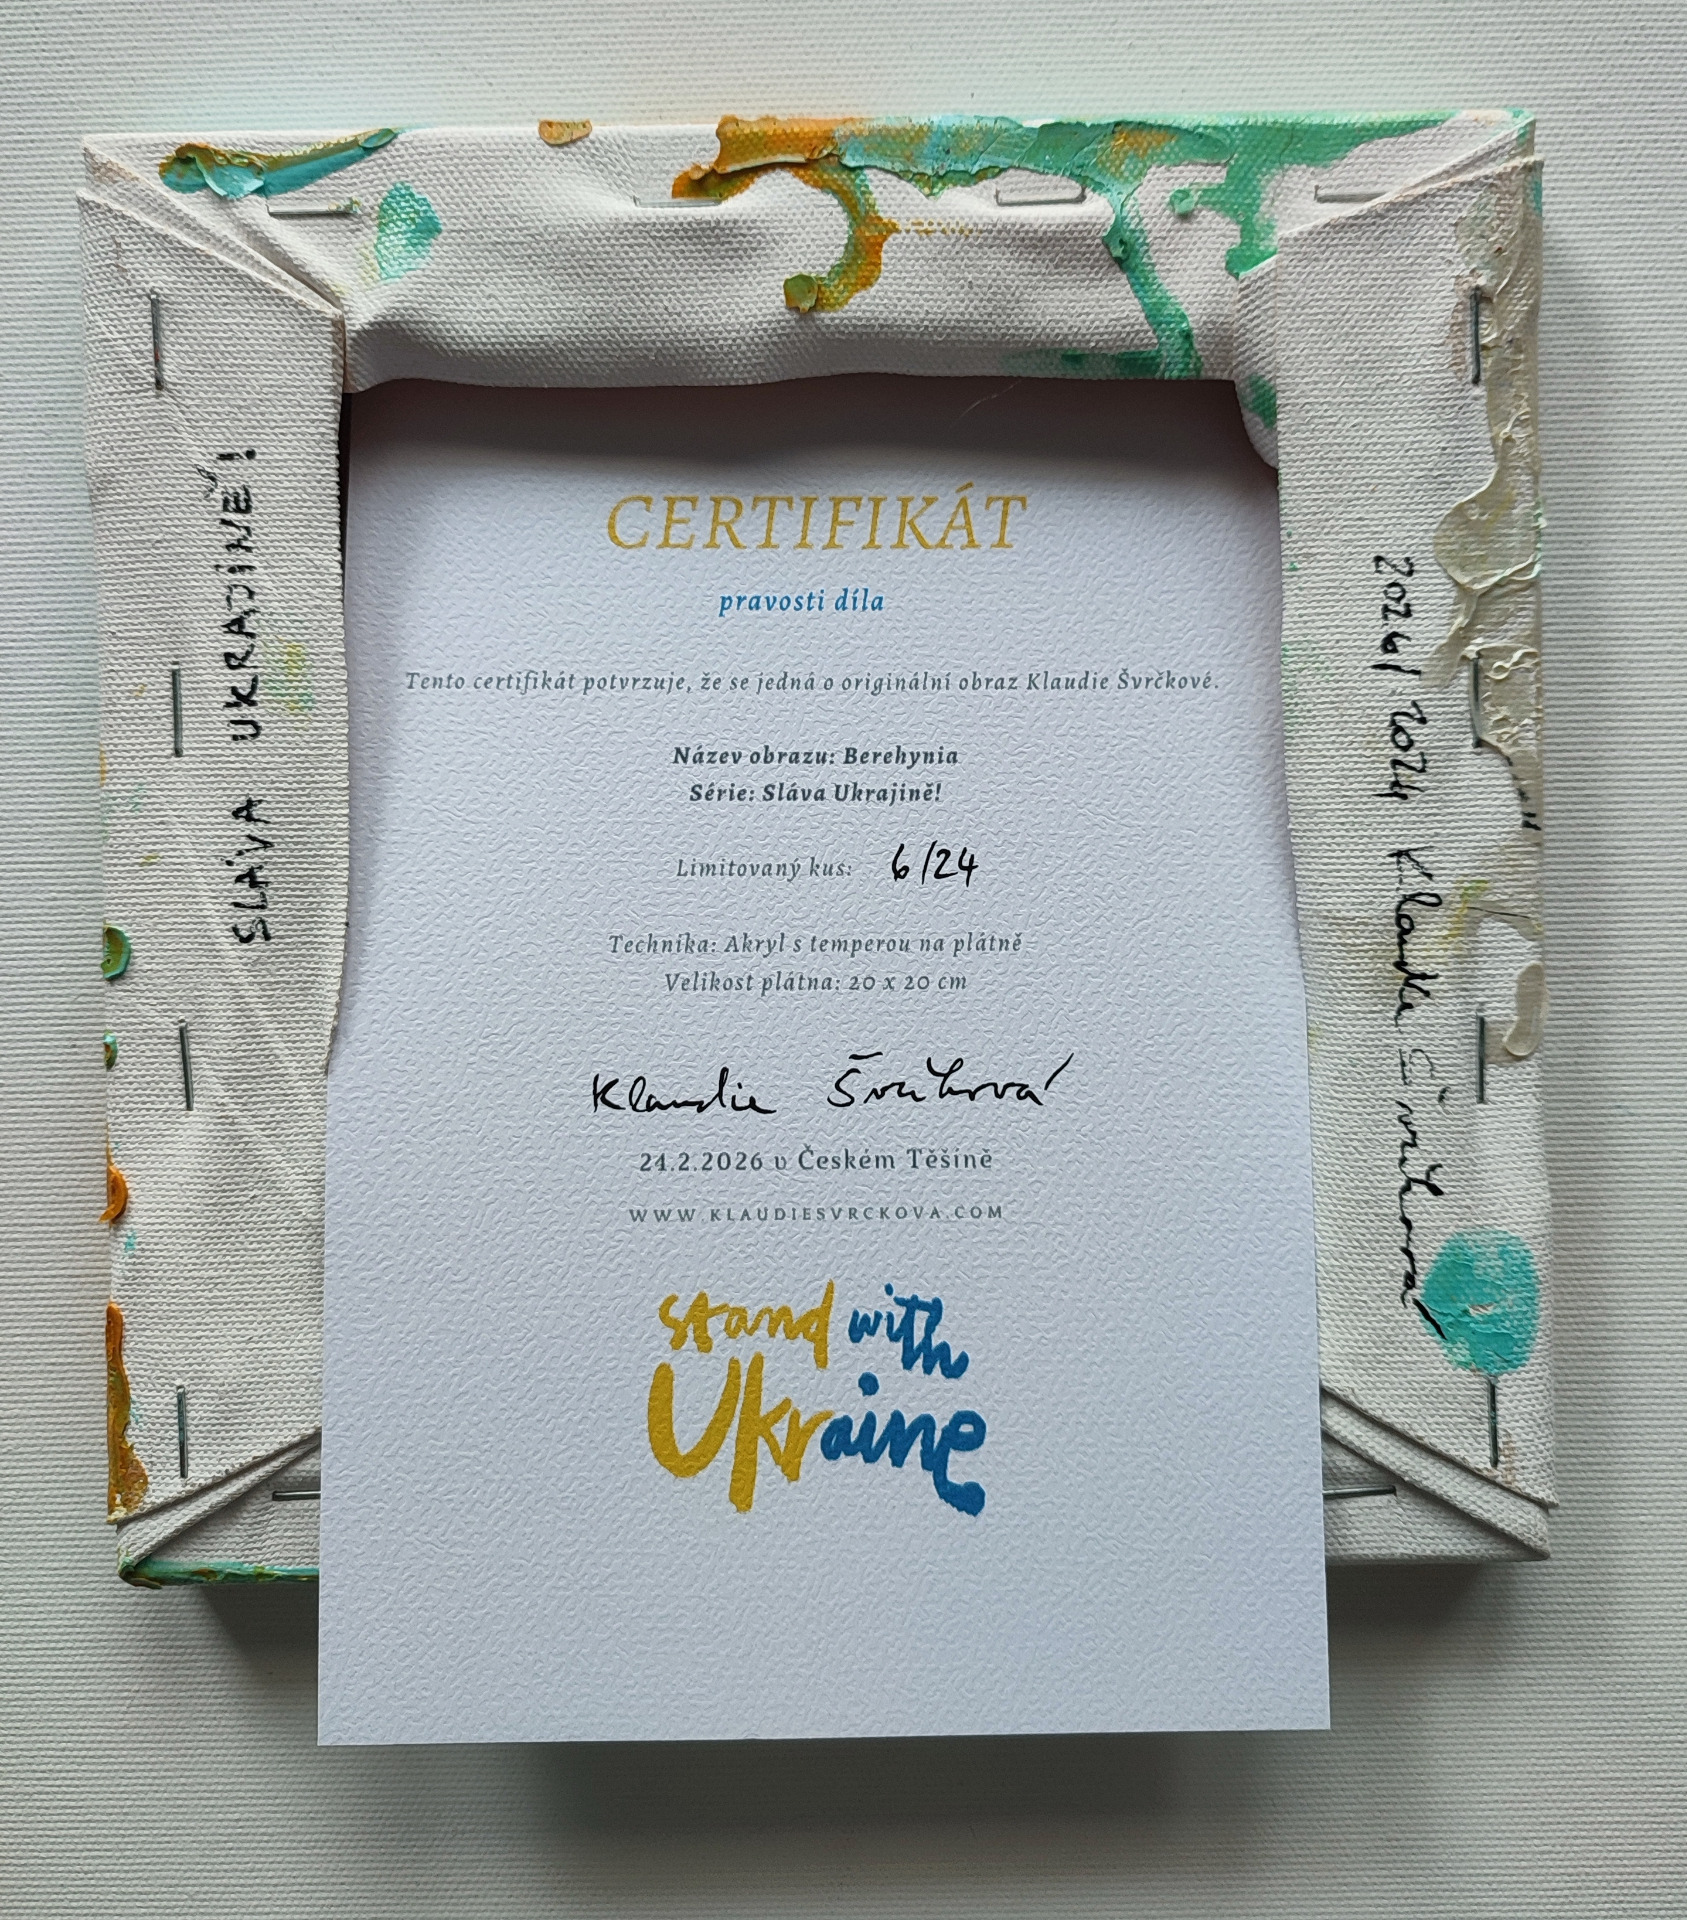 SLÁVA UKRAJINĚ!
CERTIFIKÁT
pravosti díla
Tento certifikát potvrzuje, že se jedná o originální obraz Klaudie Švrčkové.
Název obrazu: Berehynia
Série: Sláva Ukrajině!
Limitovaný kus: 6/24
Technika: Akryl s temperou na plátně
Velikost plátna: 20 x 20 cm
Klaudie Švrčková
24.2.2026 v Českém Těšíně
WWW.KLAUDIESVRCKOVA.COM
stand with
Ukraine
2026/ 2024 Klaudie Švrčková